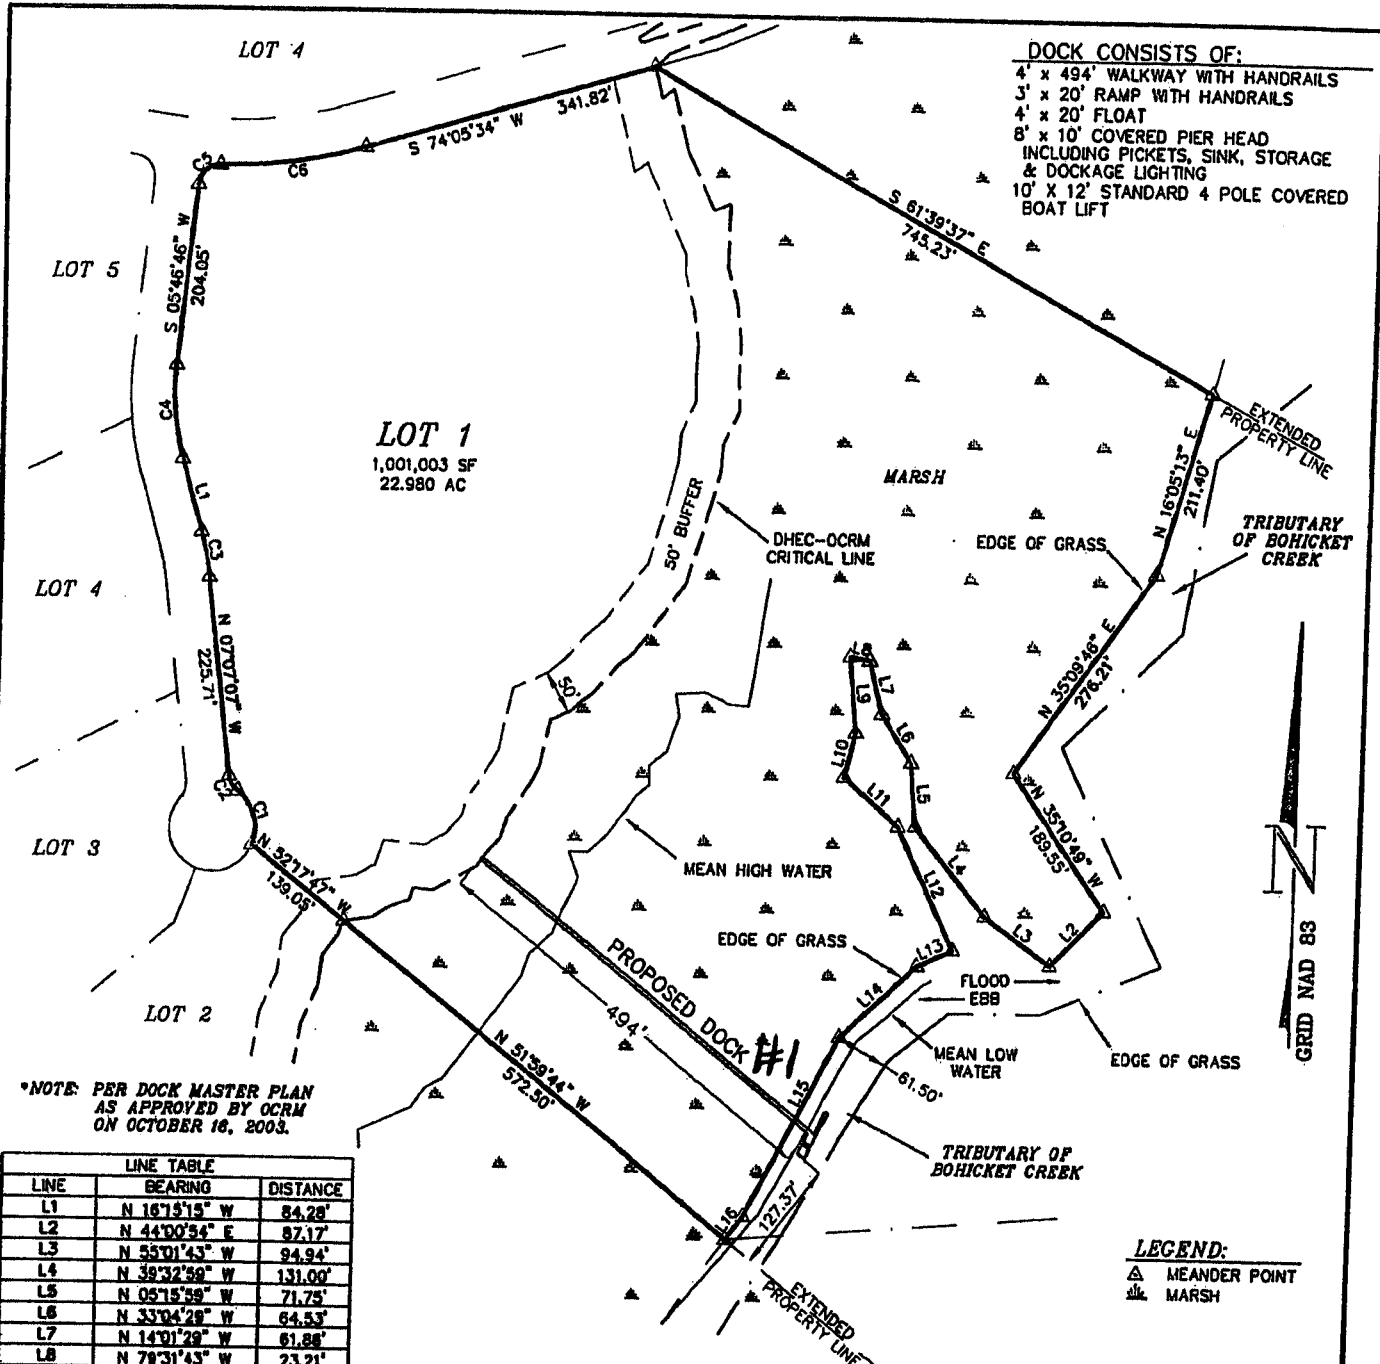 LOT 4
DOCK CONSISTS OF:
4' x 494' WALKWAY WITH HANDRAILS
3' x 20' RAMP WITH HANDRAILS
4' x 20' FLOAT
8' x 10' COVERED PIER HEAD
INCLUDING PICKETS, SINK, STORAGE
& DOCKAGE LIGHTING
10' X 12' STANDARD 4 POLE COVERED
BOAT LIFT
S 74°05'34" W 341.82'
C5
C6
S 61°39'37" E
745.23'
LOT 5
S 05°46'46" W
204.05'
C4
LOT 1
1,001,003 SF
22.980 AC
EXTENDED
PROPERTY LINE
N 16°05'13" E
211.40'
MARSH
L1
50' BUFFER
DHEC-OCRM
CRITICAL LINE
EDGE OF GRASS
TRIBUTARY
OF BOHICKET
CREEK
C3
LOT 4
N 07°07'07" W
225.71'
50'
N 35°09'46" E
276.21'
L8
L9
L7
L6
L10
L5
L11
C2
C1
N 35°10'49" W
189.55'
LOT 3
N 52°17'47" W
139.05'
MEAN HIGH WATER
L4
L12
L3
L2
EDGE OF GRASS
L13
PROPOSED DOCK
#1
494'
L14
FLOOD
EBB
LOT 2
MEAN LOW
WATER
EDGE OF GRASS
GRID NAD 83
N
N 51°59'44" W
572.50'
61.50'
L15
*NOTE: PER DOCK MASTER PLAN
AS APPROVED BY OCRM
ON OCTOBER 16, 2003.
TRIBUTARY OF
BOHICKET CREEK
127.37'
L16
EXTENDED
PROPERTY LINE
LEGEND:
MEANDER POINT
MARSH
LINE TABLE
LINE BEARING DISTANCE
L1 N 16°15'15" W 84.28'
L2 N 44°00'54" E 87.17'
L3 N 55°01'43" W 94.94'
L4 N 39°32'59" W 131.00'
L5 N 05°15'59" W 71.75'
L6 N 33°04'29" W 64.53'
L7 N 14°01'29" W 61.86'
L8 N 79°31'43" W 23.21'